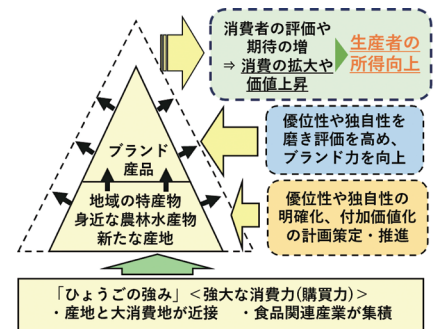 消費者の評価や
期待の増
⇒ 消費の拡大や
価値上昇
生産者の
所得向上
優位性や独自性を
磨き評価を高め、
ブランド力を向上
ブランド
産品
地域の特産物
身近な農林水産物
新たな産地
優位性や独自性の
明確化、付加価値化
の計画策定・推進
「ひょうごの強み」<強大な消費力(購買力)>
・産地と大消費地が近接 ・食品関連産業が集積